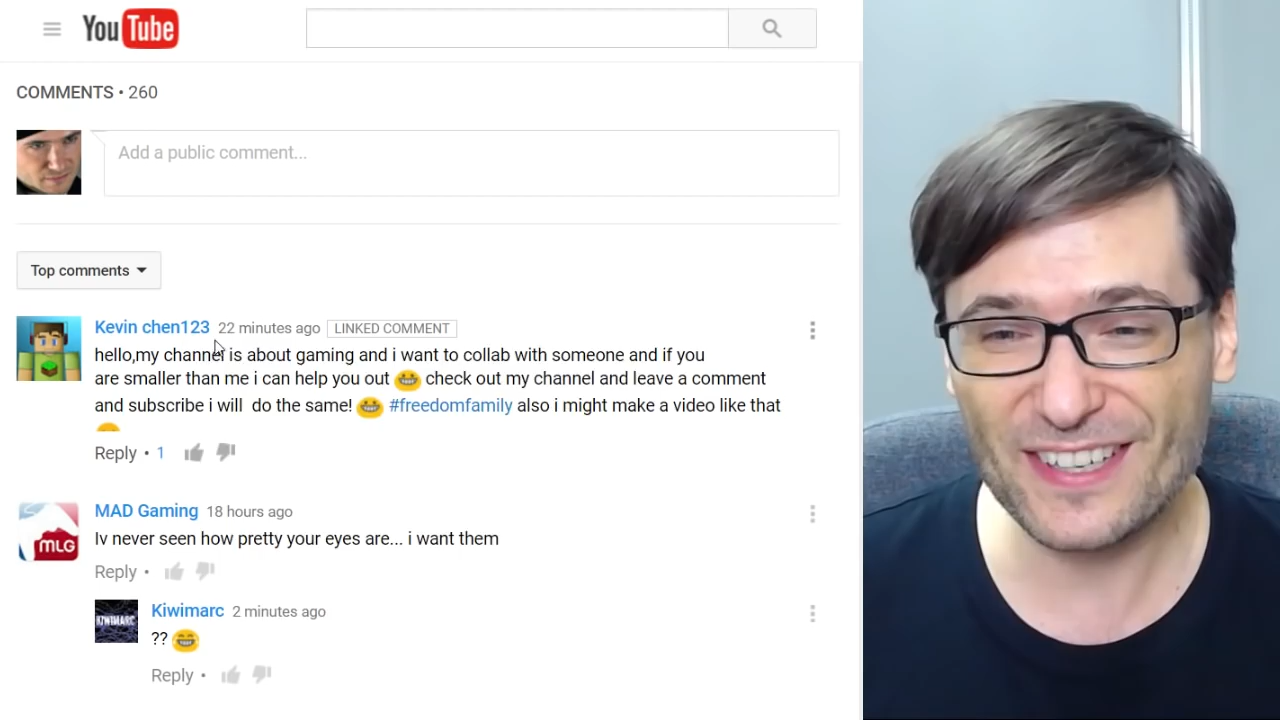 YouTube
COMMENTS • 260
Add a public comment...
Top comments
Kevin chen123 22 minutes ago LINKED COMMENT
hello,my channel is about gaming and i want to collab with someone and if you
are smaller than me i can help you out 😁 check out my channel and leave a comment
and subscribe i will do the same! 😁 #freedomfamily also i might make a video like that
Reply • 1
MAD Gaming 18 hours ago
Iv never seen how pretty your eyes are... i want them
MLG
Reply •
Kiwimarc 2 minutes ago
KIWIMARC
?? 😁
Reply •